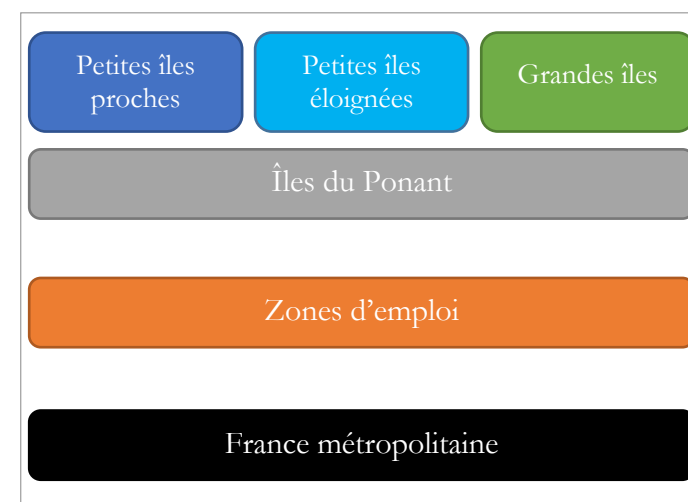 Petites îles
proches
Petites îles
éloignées
Grandes îles
Îles du Ponant
Zones d’emploi
France métropolitaine